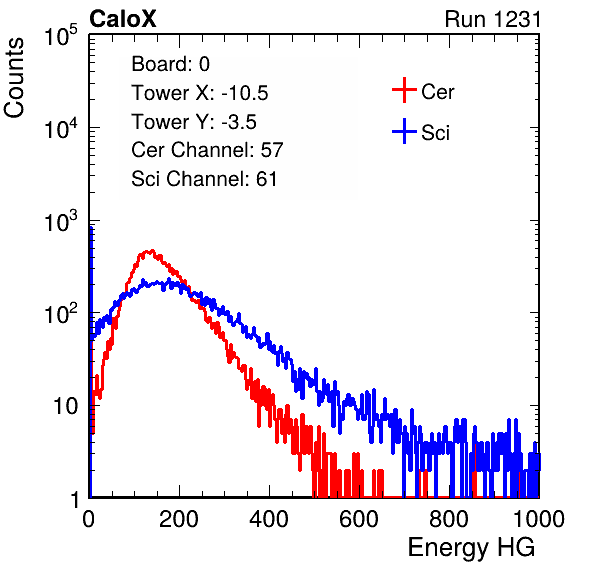 CaloX Run 1231
Counts
10^5
10^4
10^3
10^2
10
1
Board: 0
Tower X: -10.5
Tower Y: -3.5
Cer Channel: 57
Sci Channel: 61
Cer
Sci
0 200 400 600 800 1000
Energy HG